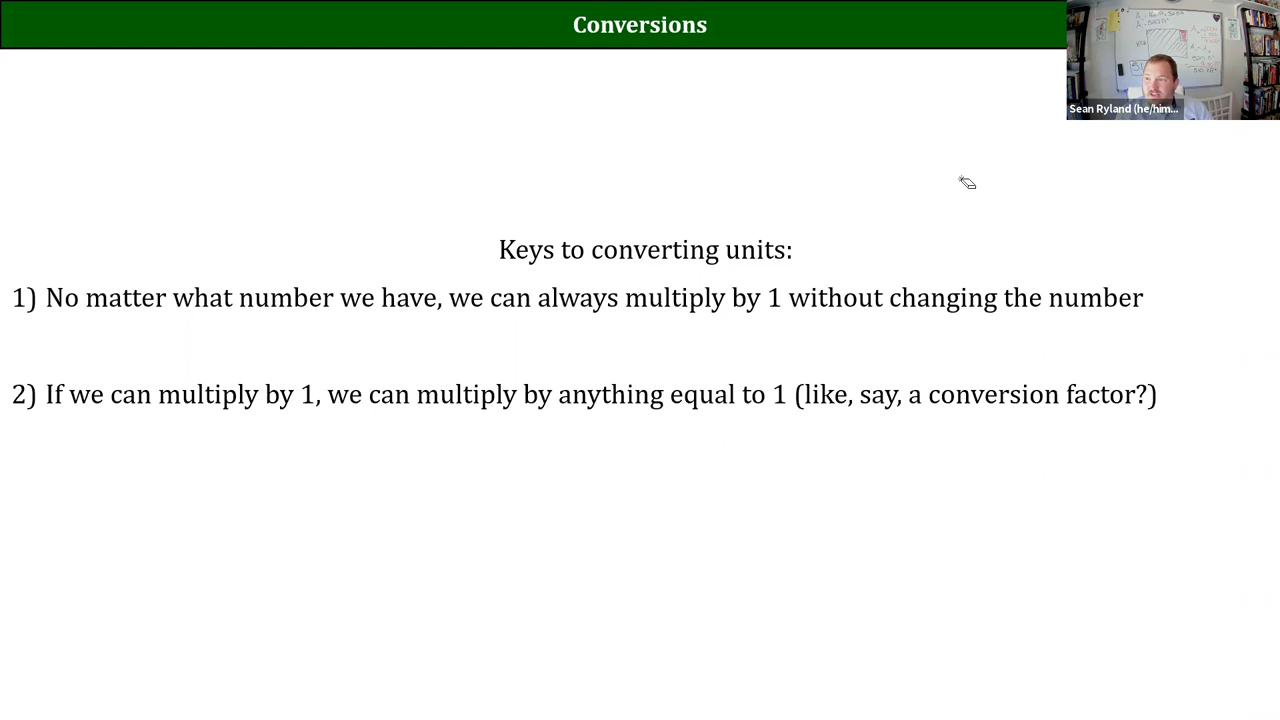 Conversions
Sean Ryland (he/him...
Keys to converting units:
1) No matter what number we have, we can always multiply by 1 without changing the number
2) If we can multiply by 1, we can multiply by anything equal to 1 (like, say, a conversion factor?)